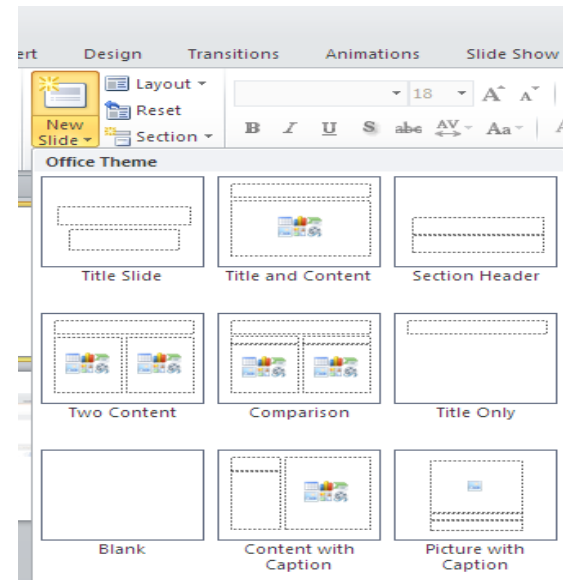 ert Design Transitions Animations Slide Show
New
Slide
Layout
Reset
Section
18 A A
B I U S abc AV Aa A
Office Theme
Title Slide Title and Content Section Header
Two Content Comparison Title Only
Blank Content with Caption Picture with Caption